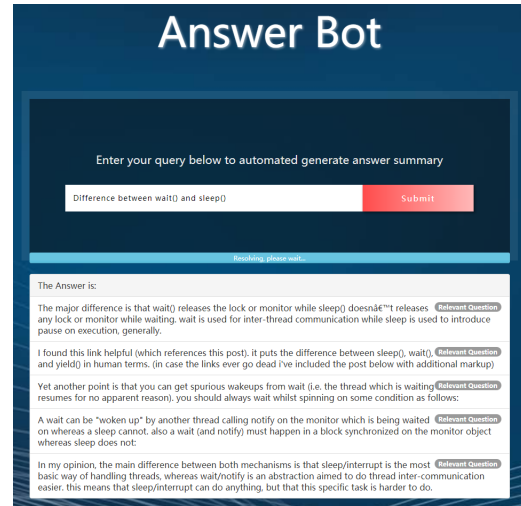 Answer Bot
Enter your query below to automated generate answer summary
Difference between wait() and sleep()
Submit
Resolving, please wait...
The Answer is:
The major difference is that wait() releases the lock or monitor while sleep() doesnâ€™t releases Relevant Question
any lock or monitor while waiting. wait is used for inter-thread communication while sleep is used to introduce
pause on execution, generally.
I found this link helpful (which references this post). it puts the difference between sleep(), wait(), Relevant Question
and yield() in human terms. (in case the links ever go dead i've included the post below with additional markup)
Yet another point is that you can get spurious wakeups from wait (i.e. the thread which is waiting Relevant Question
resumes for no apparent reason). you should always wait whilst spinning on some condition as follows:
A wait can be "woken up" by another thread calling notify on the monitor which is being waited Relevant Question
on whereas a sleep cannot. also a wait (and notify) must happen in a block synchronized on the monitor object
whereas sleep does not:
In my opinion, the main difference between both mechanisms is that sleep/interrupt is the most Relevant Question
basic way of handling threads, whereas wait/notify is an abstraction aimed to do thread inter-communication
easier. this means that sleep/interrupt can do anything, but that this specific task is harder to do.